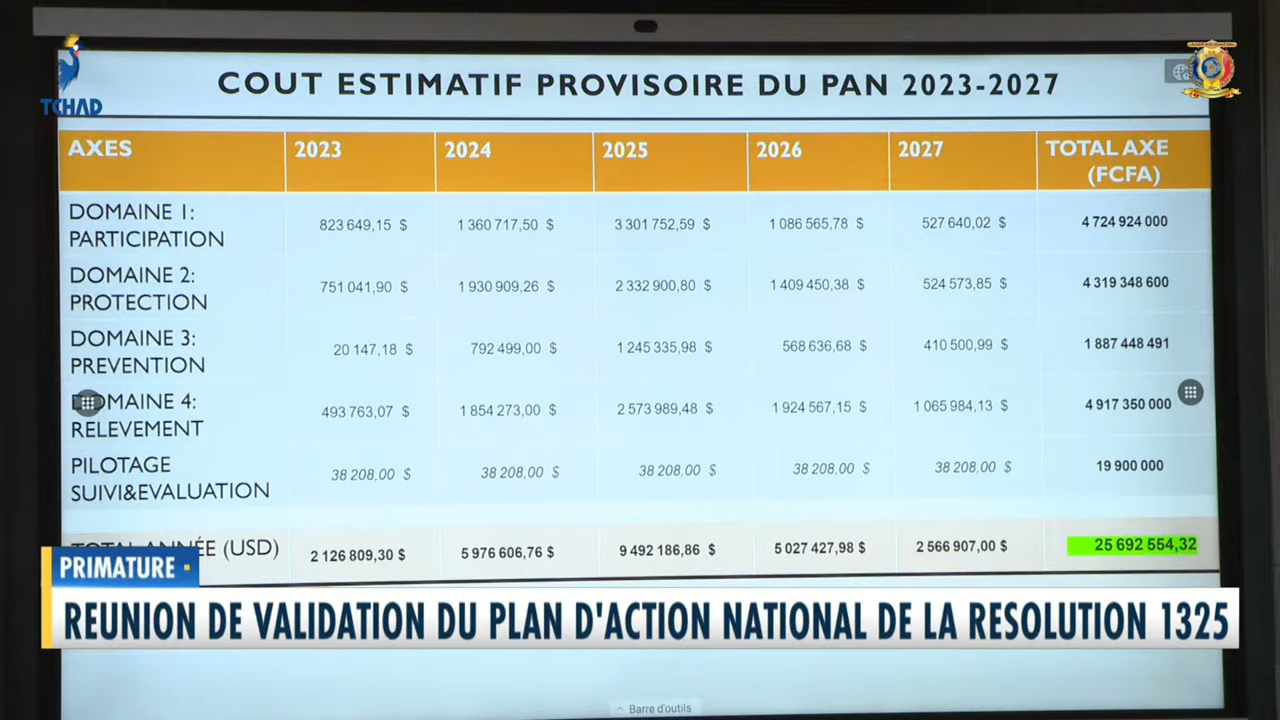 TCHAD
COUT ESTIMATIF PROVISOIRE DU PAN 2023-2027
AXES 2023 2024 2025 2026 2027 TOTAL AXE
(FCFA)
DOMAINE 1:
PARTICIPATION 823 649,15 $ 1 360 717,50 $ 3 301 752,59 $ 1 086 565,78 $ 527 640,02 $ 4 724 924 000
DOMAINE 2:
PROTECTION 751 041,90 $ 1 930 909,26 $ 2 332 900,80 $ 1 409 450,38 $ 524 573,85 $ 4 319 348 600
DOMAINE 3:
PREVENTION 20 147,18 $ 792 499,00 $ 1 245 335,98 $ 568 636,68 $ 410 500,99 $ 1 887 448 491
DOMAINE 4:
RELEVEMENT 493 763,07 $ 1 854 273,00 $ 2 573 989,48 $ 1 924 567,15 $ 1 065 984,13 $ 4 917 350 000
PILOTAGE
SUIVI&EVALUATION 38 208,00 $ 38 208,00 $ 38 208,00 $ 38 208,00 $ 38 208,00 $ 19 900 000
TOTAL ANNÉE (USD) 2 126 809,30 $ 5 976 606,76 $ 9 492 186,86 $ 5 027 427,98 $ 2 566 907,00 $ 25 692 554,32
PRIMATURE
REUNION DE VALIDATION DU PLAN D'ACTION NATIONAL DE LA RESOLUTION 1325
Barre d'outils